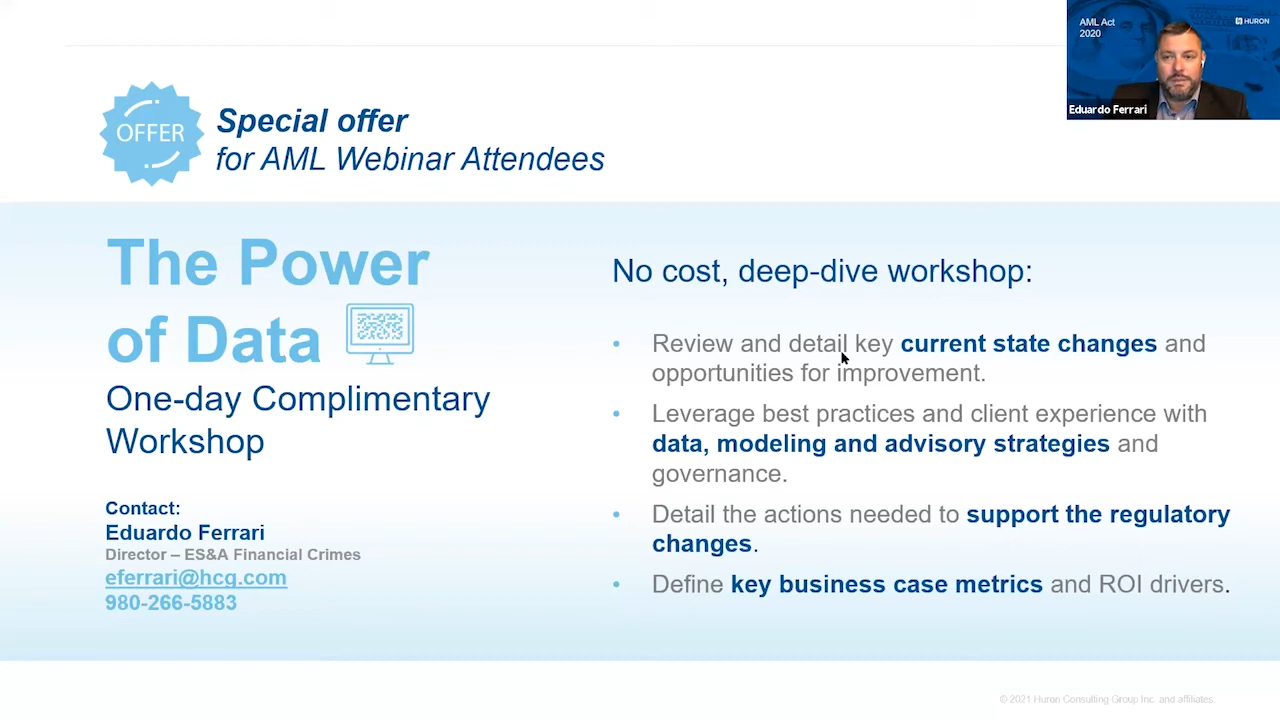 AML Act
2020
HURON
Eduardo Ferrari
OFFER
Special offer
for AML Webinar Attendees
The Power
of Data
One-day Complimentary
Workshop
Contact:
Eduardo Ferrari
Director – ES&A Financial Crimes
eferrari@hcg.com
980-266-5883
No cost, deep-dive workshop:
• Review and detail key current state changes and
opportunities for improvement.
• Leverage best practices and client experience with
data, modeling and advisory strategies and
governance.
• Detail the actions needed to support the regulatory
changes.
• Define key business case metrics and ROI drivers.
© 2021 Huron Consulting Group Inc. and affiliates.